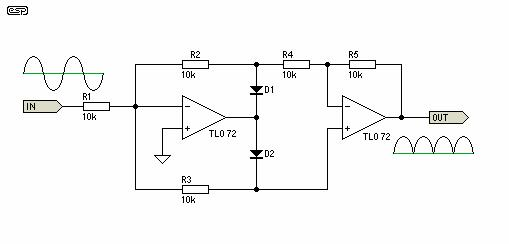 esp
R2
10k
R4
10k
R5
10k
R1
10k
IN
D1
TL072
TL072
OUT
D2
R3
10k